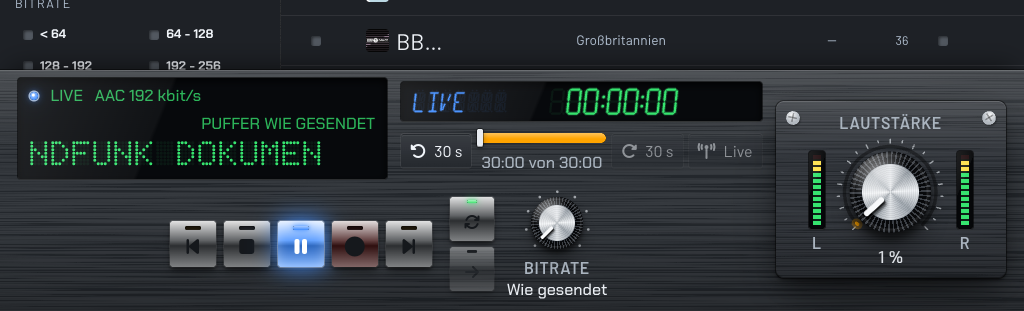 BITRATE
< 64
64 - 128
128 - 192
192 - 256
BB...
Großbritannien
–
36
LIVE AAC 192 kbit/s
PUFFER WIE GESENDET
NDFUNK DOKUMEN
LIVE
00:00:00
30 s
30:00 von 30:00
30 s
Live
LAUTSTÄRKE
L
R
1 %
BITRATE
Wie gesendet